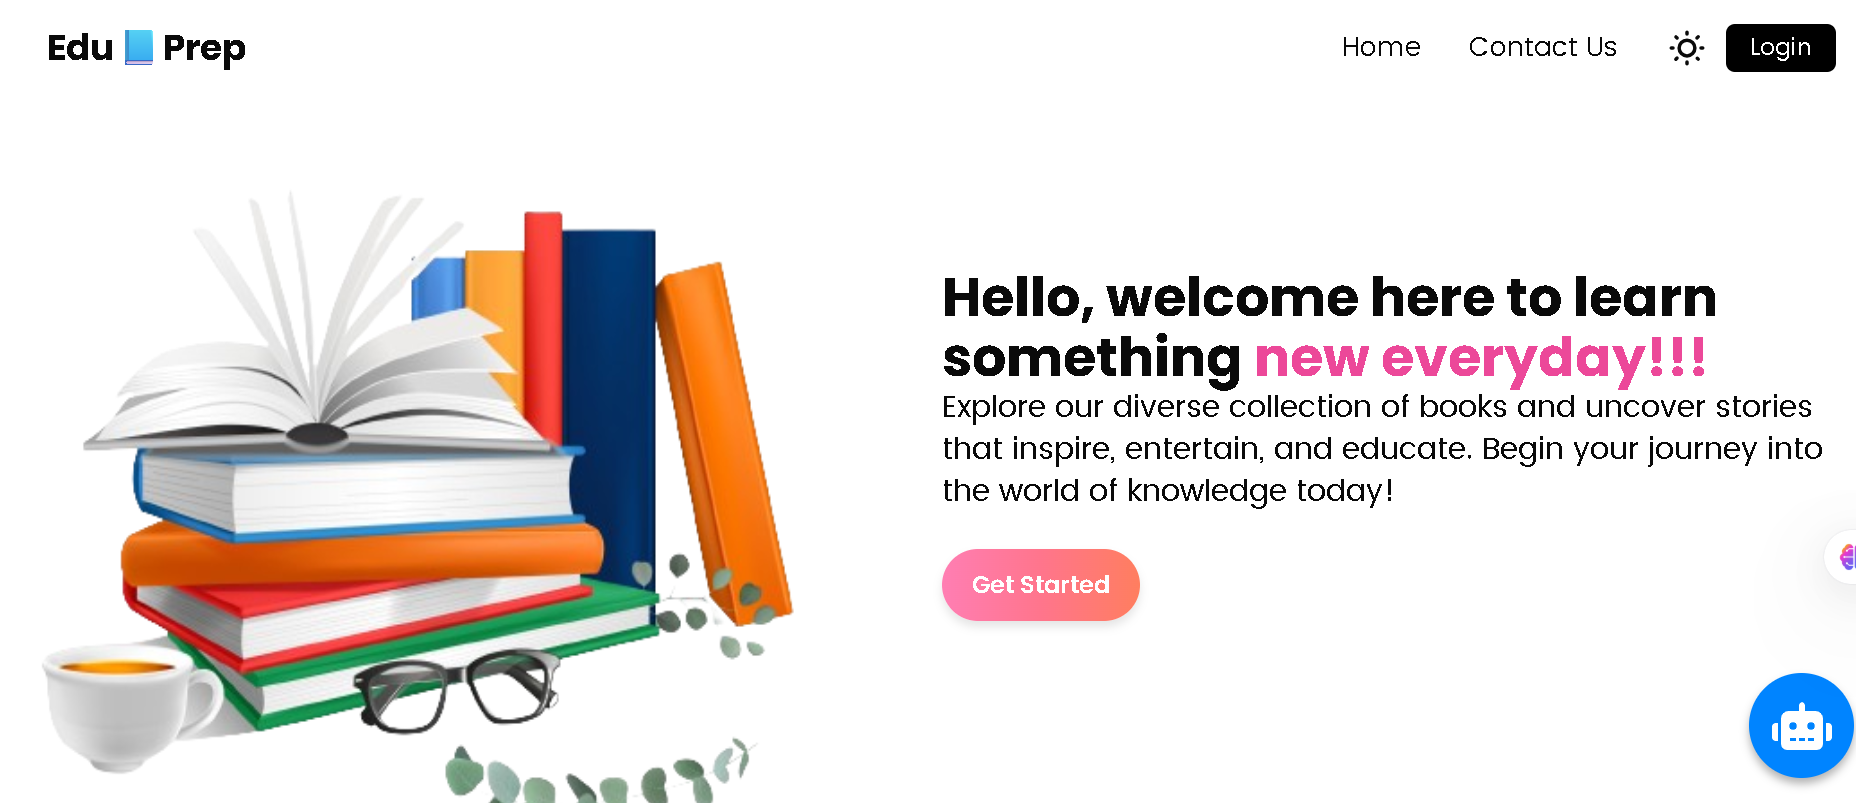 Edu Prep
Home
Contact Us
Login
Hello, welcome here to learn
something new everyday!!!
Explore our diverse collection of books and uncover stories
that inspire, entertain, and educate. Begin your journey into
the world of knowledge today!
Get Started